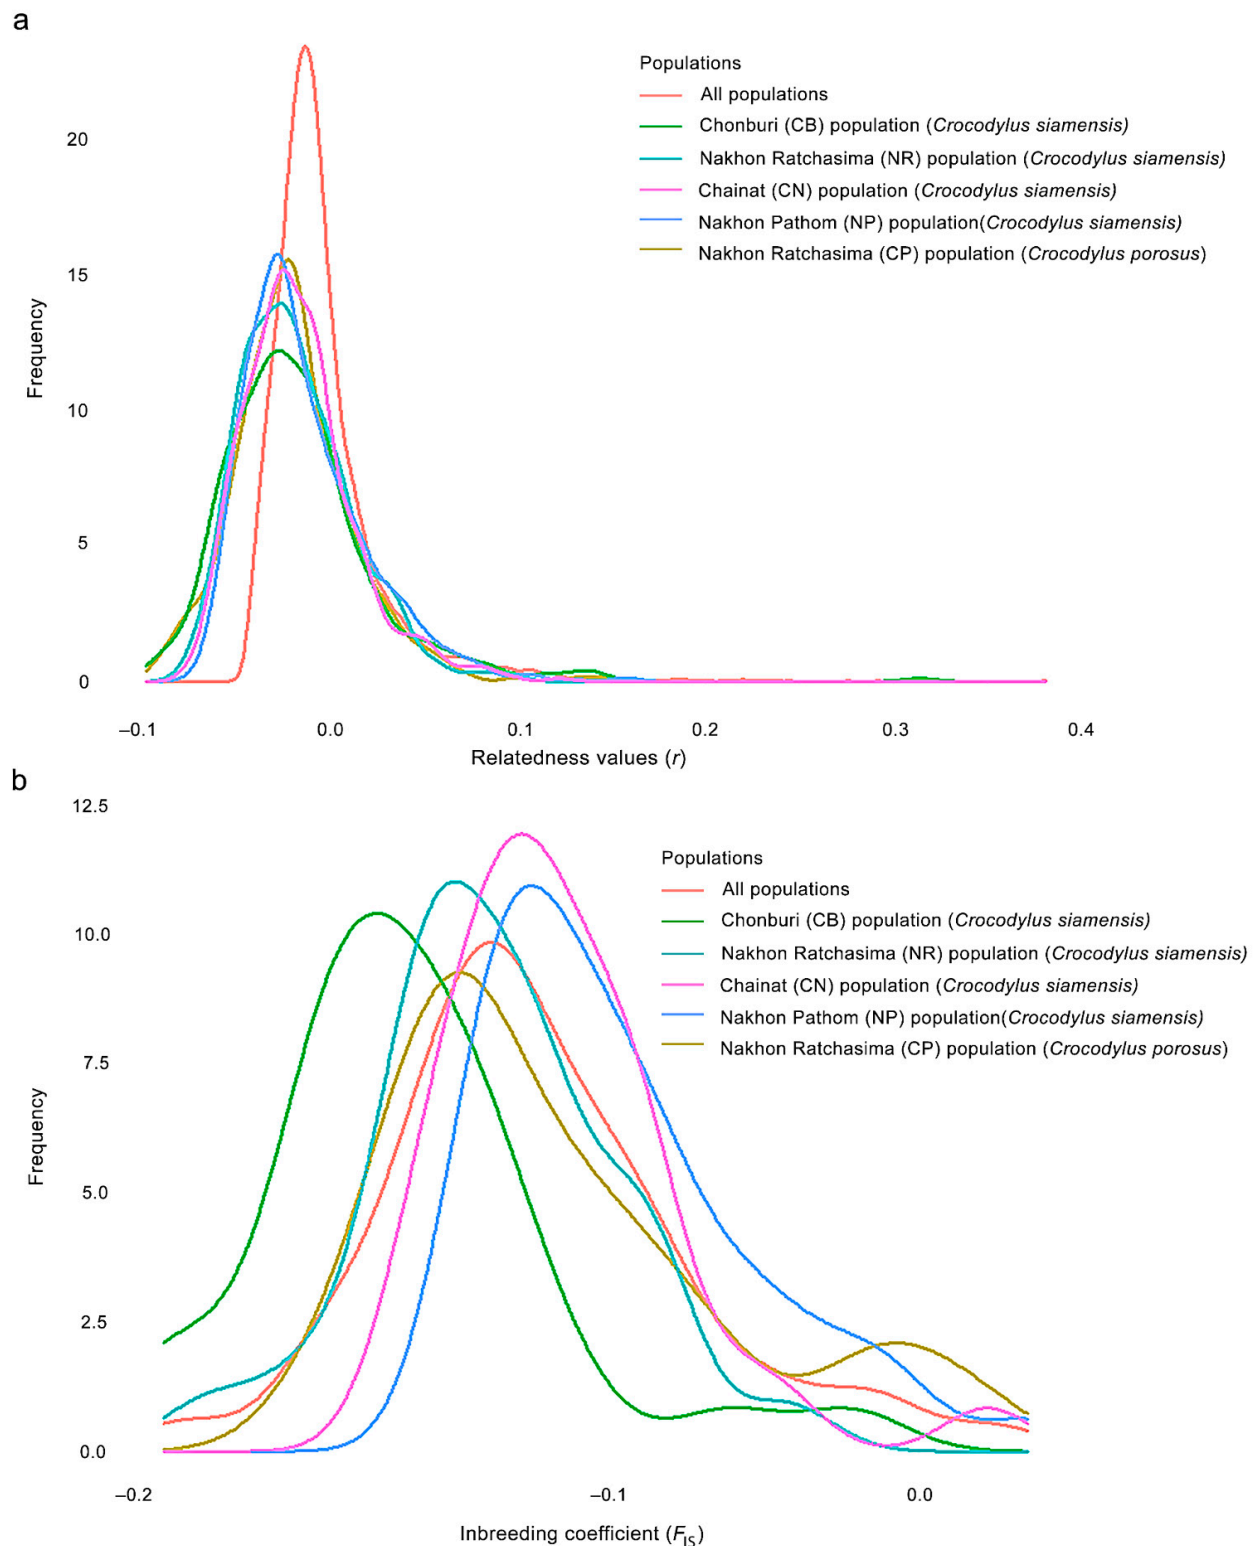 a
Populations
All populations
Chonburi (CB) population (Crocodylus siamensis)
Nakhon Ratchasima (NR) population (Crocodylus siamensis)
Chainat (CN) population (Crocodylus siamensis)
Nakhon Pathom (NP) population(Crocodylus siamensis)
Nakhon Ratchasima (CP) population (Crocodylus porosus)
Frequency
20
15
10
5
0
–0.1 0.0 0.1 0.2 0.3 0.4
Relatedness values (r)
b
Populations
All populations
Chonburi (CB) population (Crocodylus siamensis)
Nakhon Ratchasima (NR) population (Crocodylus siamensis)
Chainat (CN) population (Crocodylus siamensis)
Nakhon Pathom (NP) population(Crocodylus siamensis)
Nakhon Ratchasima (CP) population (Crocodylus porosus)
Frequency
12.5
10.0
7.5
5.0
2.5
0.0
–0.2 –0.1 0.0
Inbreeding coefficient (FIS)